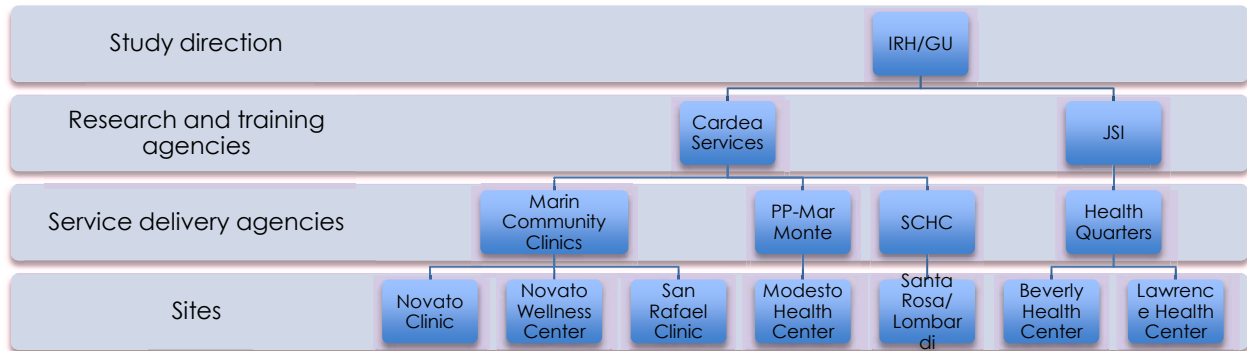 Study direction
IRH/GU
Research and training
agencies
Cardea
Services
JSI
Service delivery agencies
Marin
Community
Clinics
PP-Mar
Monte
SCHC
Health
Quarters
Sites
Novato
Clinic
Novato
Wellness
Center
San
Rafael
Clinic
Modesto
Health
Center
Santa
Rosa/
Lombar
di
Beverly
Health
Center
Lawrenc
e Health
Center